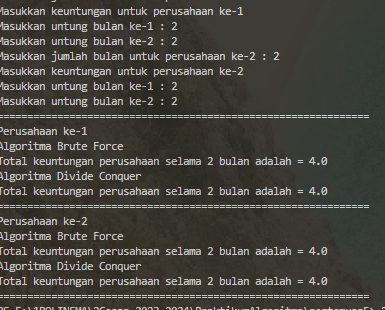 Masukkan keuntungan untuk perusahaan ke-1
Masukkan untung bulan ke-1 : 2
Masukkan untung bulan ke-2 : 2
Masukkan jumlah bulan untuk perusahaan ke-2 : 2
Masukkan keuntungan untuk perusahaan ke-2
Masukkan untung bulan ke-1 : 2
Masukkan untung bulan ke-2 : 2
==============================================================
Perusahaan ke-1
Algoritma Brute Force
Total keuntungan perusahaan selama 2 bulan adalah = 4.0
Algoritma Divide Conquer
Total keuntungan perusahaan selama 2 bulan adalah = 4.0
==============================================================
Perusahaan ke-2
Algoritma Brute Force
Total keuntungan perusahaan selama 2 bulan adalah = 4.0
Algoritma Divide Conquer
Total keuntungan perusahaan selama 2 bulan adalah = 4.0
==============================================================